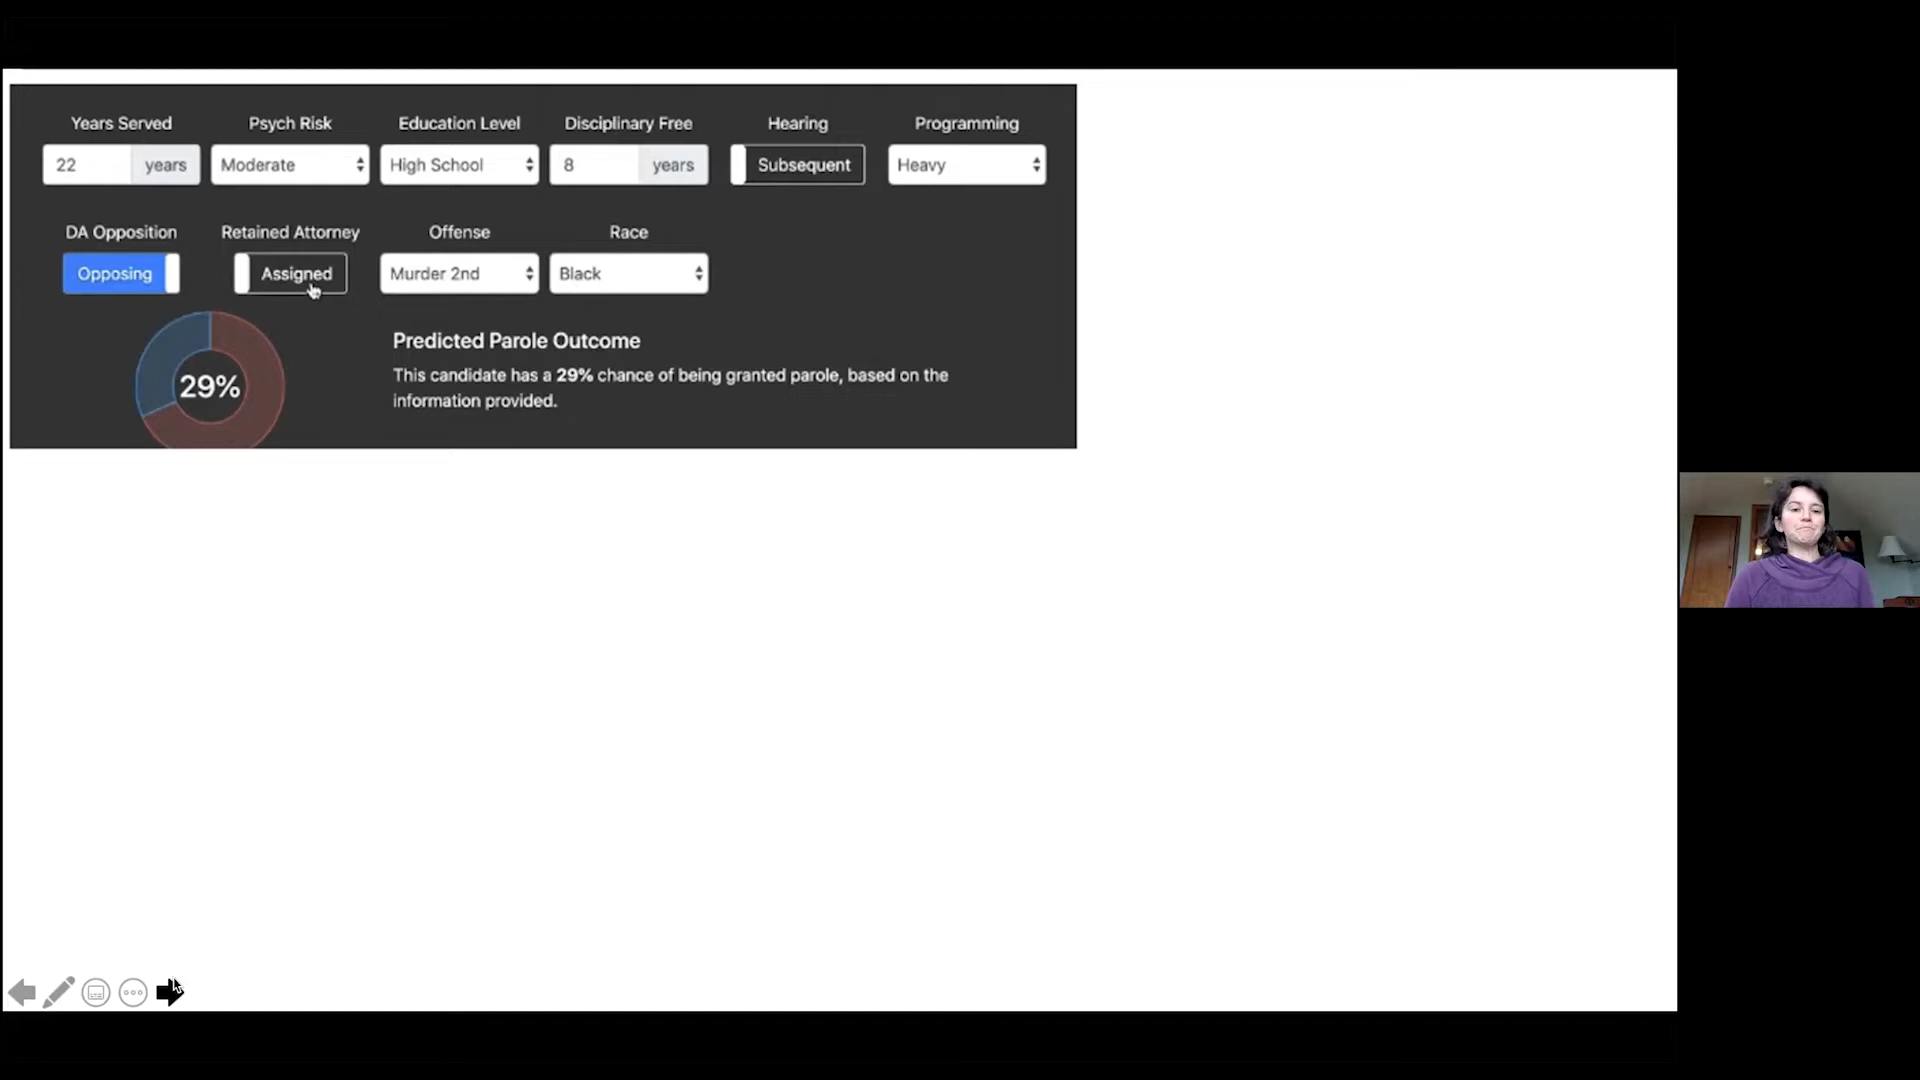 Years Served Psych Risk Education Level Disciplinary Free Hearing Programming
22 years Moderate High School 8 years Subsequent Heavy
DA Opposition Retained Attorney Offense Race
Opposing Assigned Murder 2nd Black
Predicted Parole Outcome
This candidate has a 29% chance of being granted parole, based on the
information provided.
29%